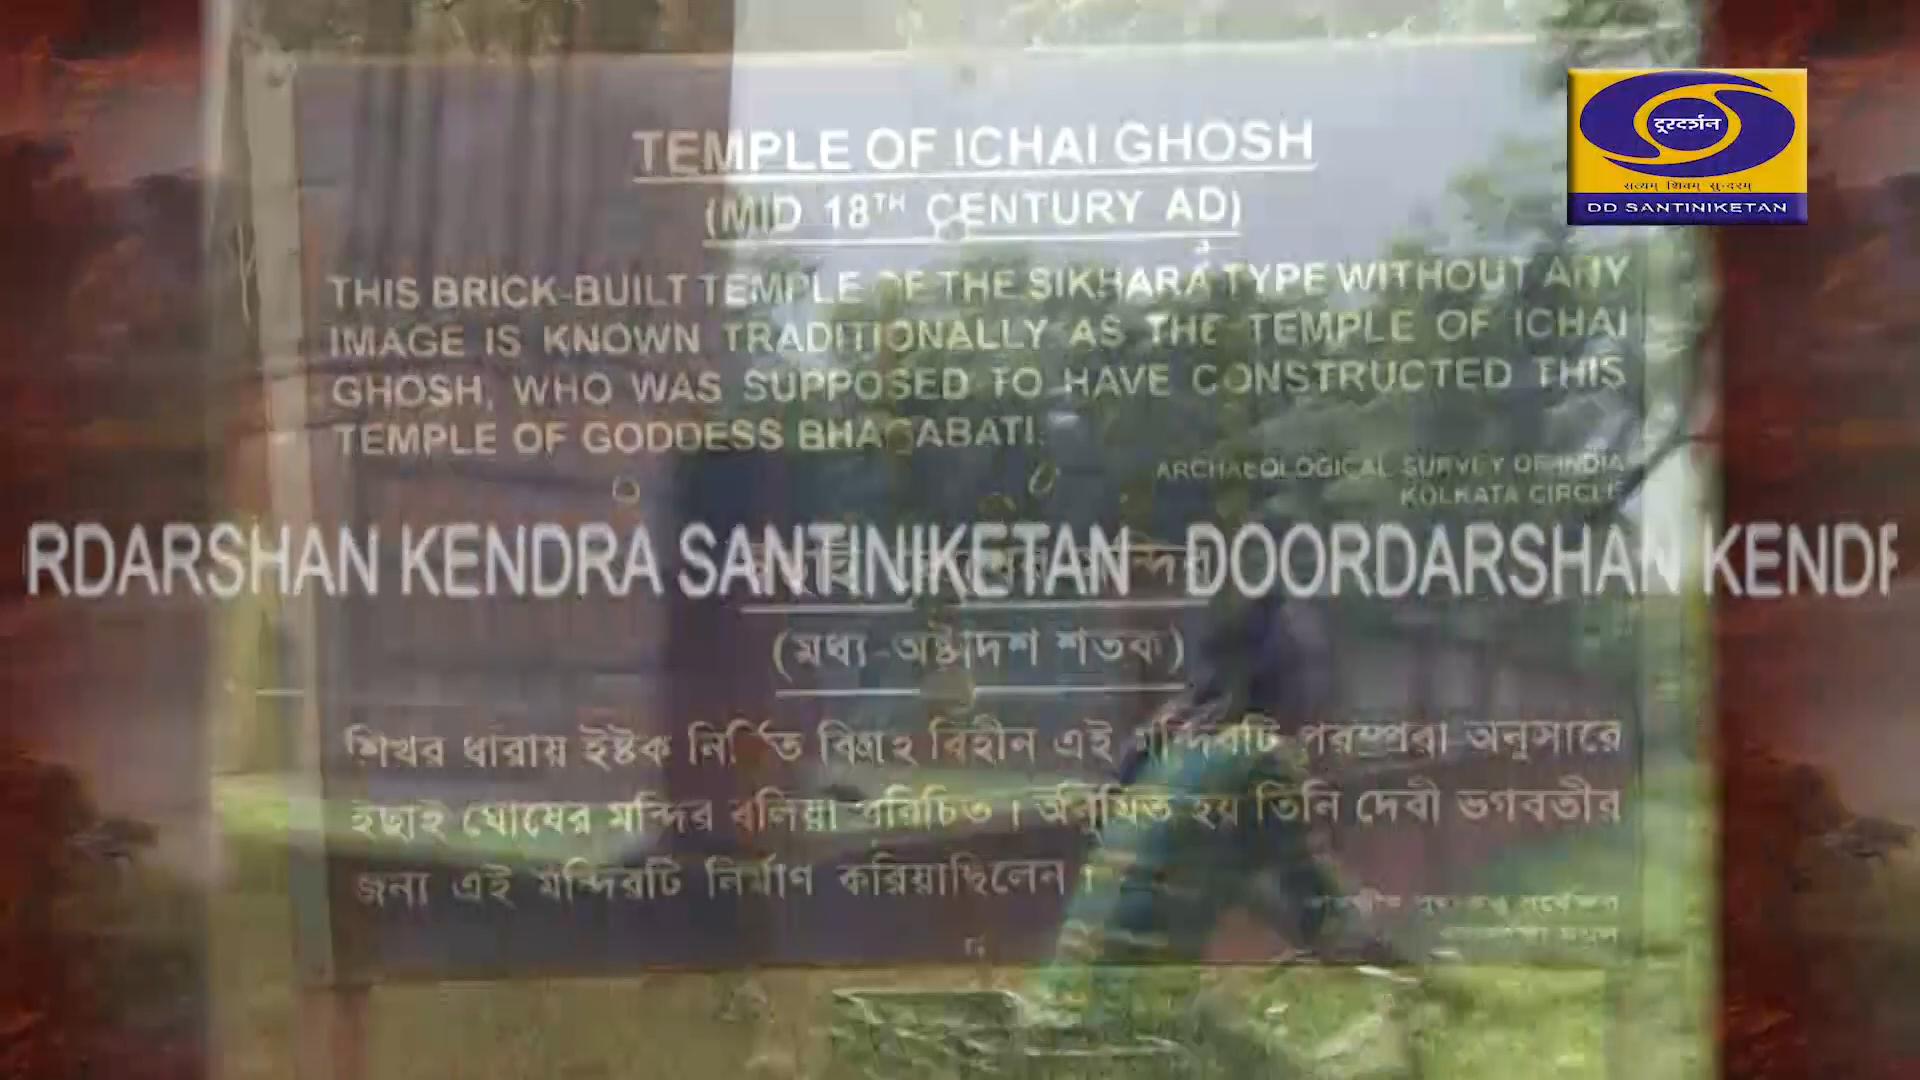 दूरदर्शन
सत्यम् शिवम् सुन्दरम्
DD SANTINIKETAN
TEMPLE OF ICHAI GHOSH
(MID 18TH CENTURY AD)
THIS BRICK-BUILT TEMPLE OF THE SIKHARA TYPE WITHOUT ANY
IMAGE IS KNOWN TRADITIONALLY AS THE TEMPLE OF ICHAI
GHOSH, WHO WAS SUPPOSED TO HAVE CONSTRUCTED THIS
TEMPLE OF GODDESS BHAGABATI.
ARCHAEOLOGICAL SURVEY OF INDIA
KOLKATA CIRCLE
RDARSHAN KENDRA SANTINIKETAN DOORDARSHAN KENDR
(মধ্য-অষ্টাদশ শতক)
শিখর ধারায় ইষ্টক নির্মিত বিগ্রহ বিহীন এই মন্দিরটি পরম্পরা অনুসারে
ইছাই ঘোষের মন্দির বলিয়া পরিচিত । অনুমিত হয় তিনি দেবী ভগবতীর
জন্য এই মন্দিরটি নির্মাণ করিয়াছিলেন ।